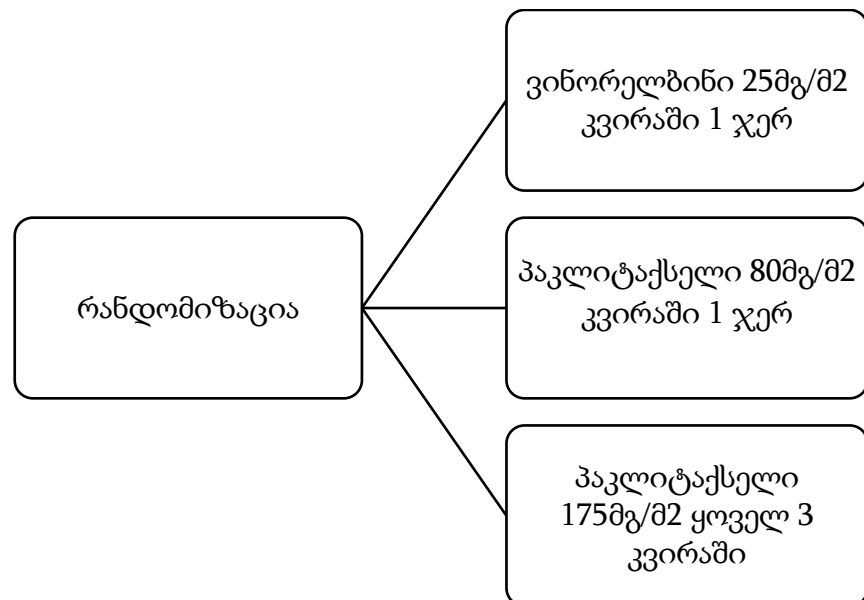 რანდომიზაცია
ვინორელბინი 25მგ/მ2
კვირაში 1 ჯერ
პაკლიტაქსელი 80მგ/მ2
კვირაში 1 ჯერ
პაკლიტაქსელი
175მგ/მ2 ყოველ 3
კვირაში